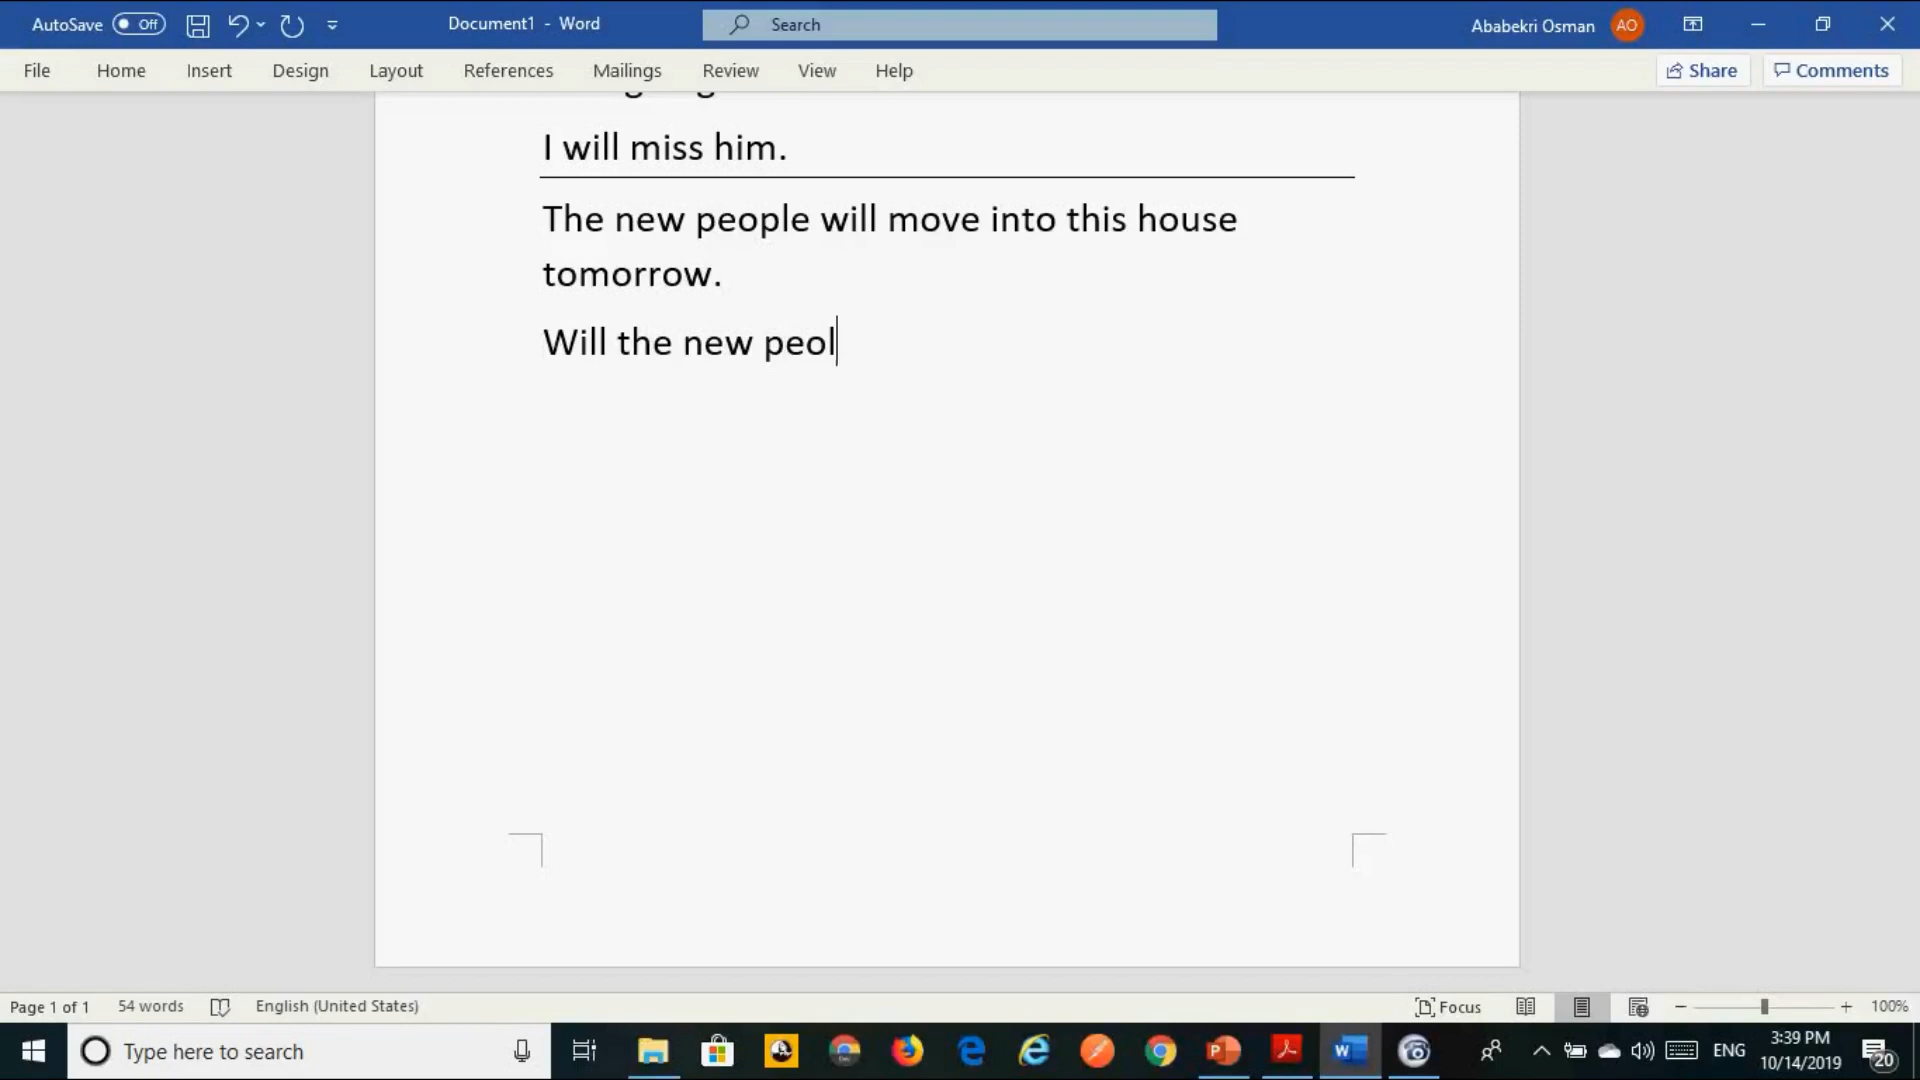 AutoSave Off Document1 - Word Search Ababekri Osman AO
File Home Insert Design Layout References Mailings Review View Help Share Comments
I will miss him.
The new people will move into this house
tomorrow.
Will the new peol
Page 1 of 1 54 words English (United States) Focus 100%
Type here to search ENG 3:39 PM
10/14/2019 20